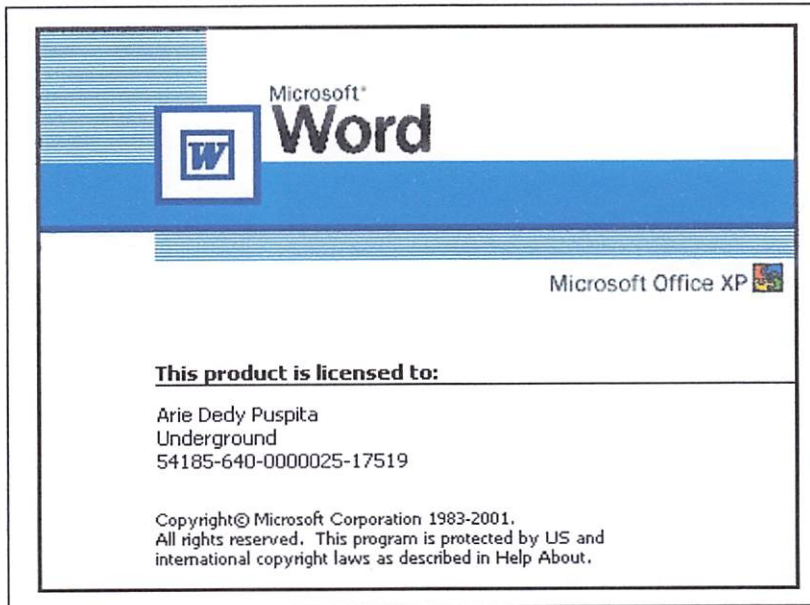 Microsoft®
Word
W
Microsoft Office XP
This product is licensed to:
Arie Dedy Puspita
Underground
54185-640-0000025-17519
Copyright© Microsoft Corporation 1983-2001.
All rights reserved. This program is protected by US and
international copyright laws as described in Help About.